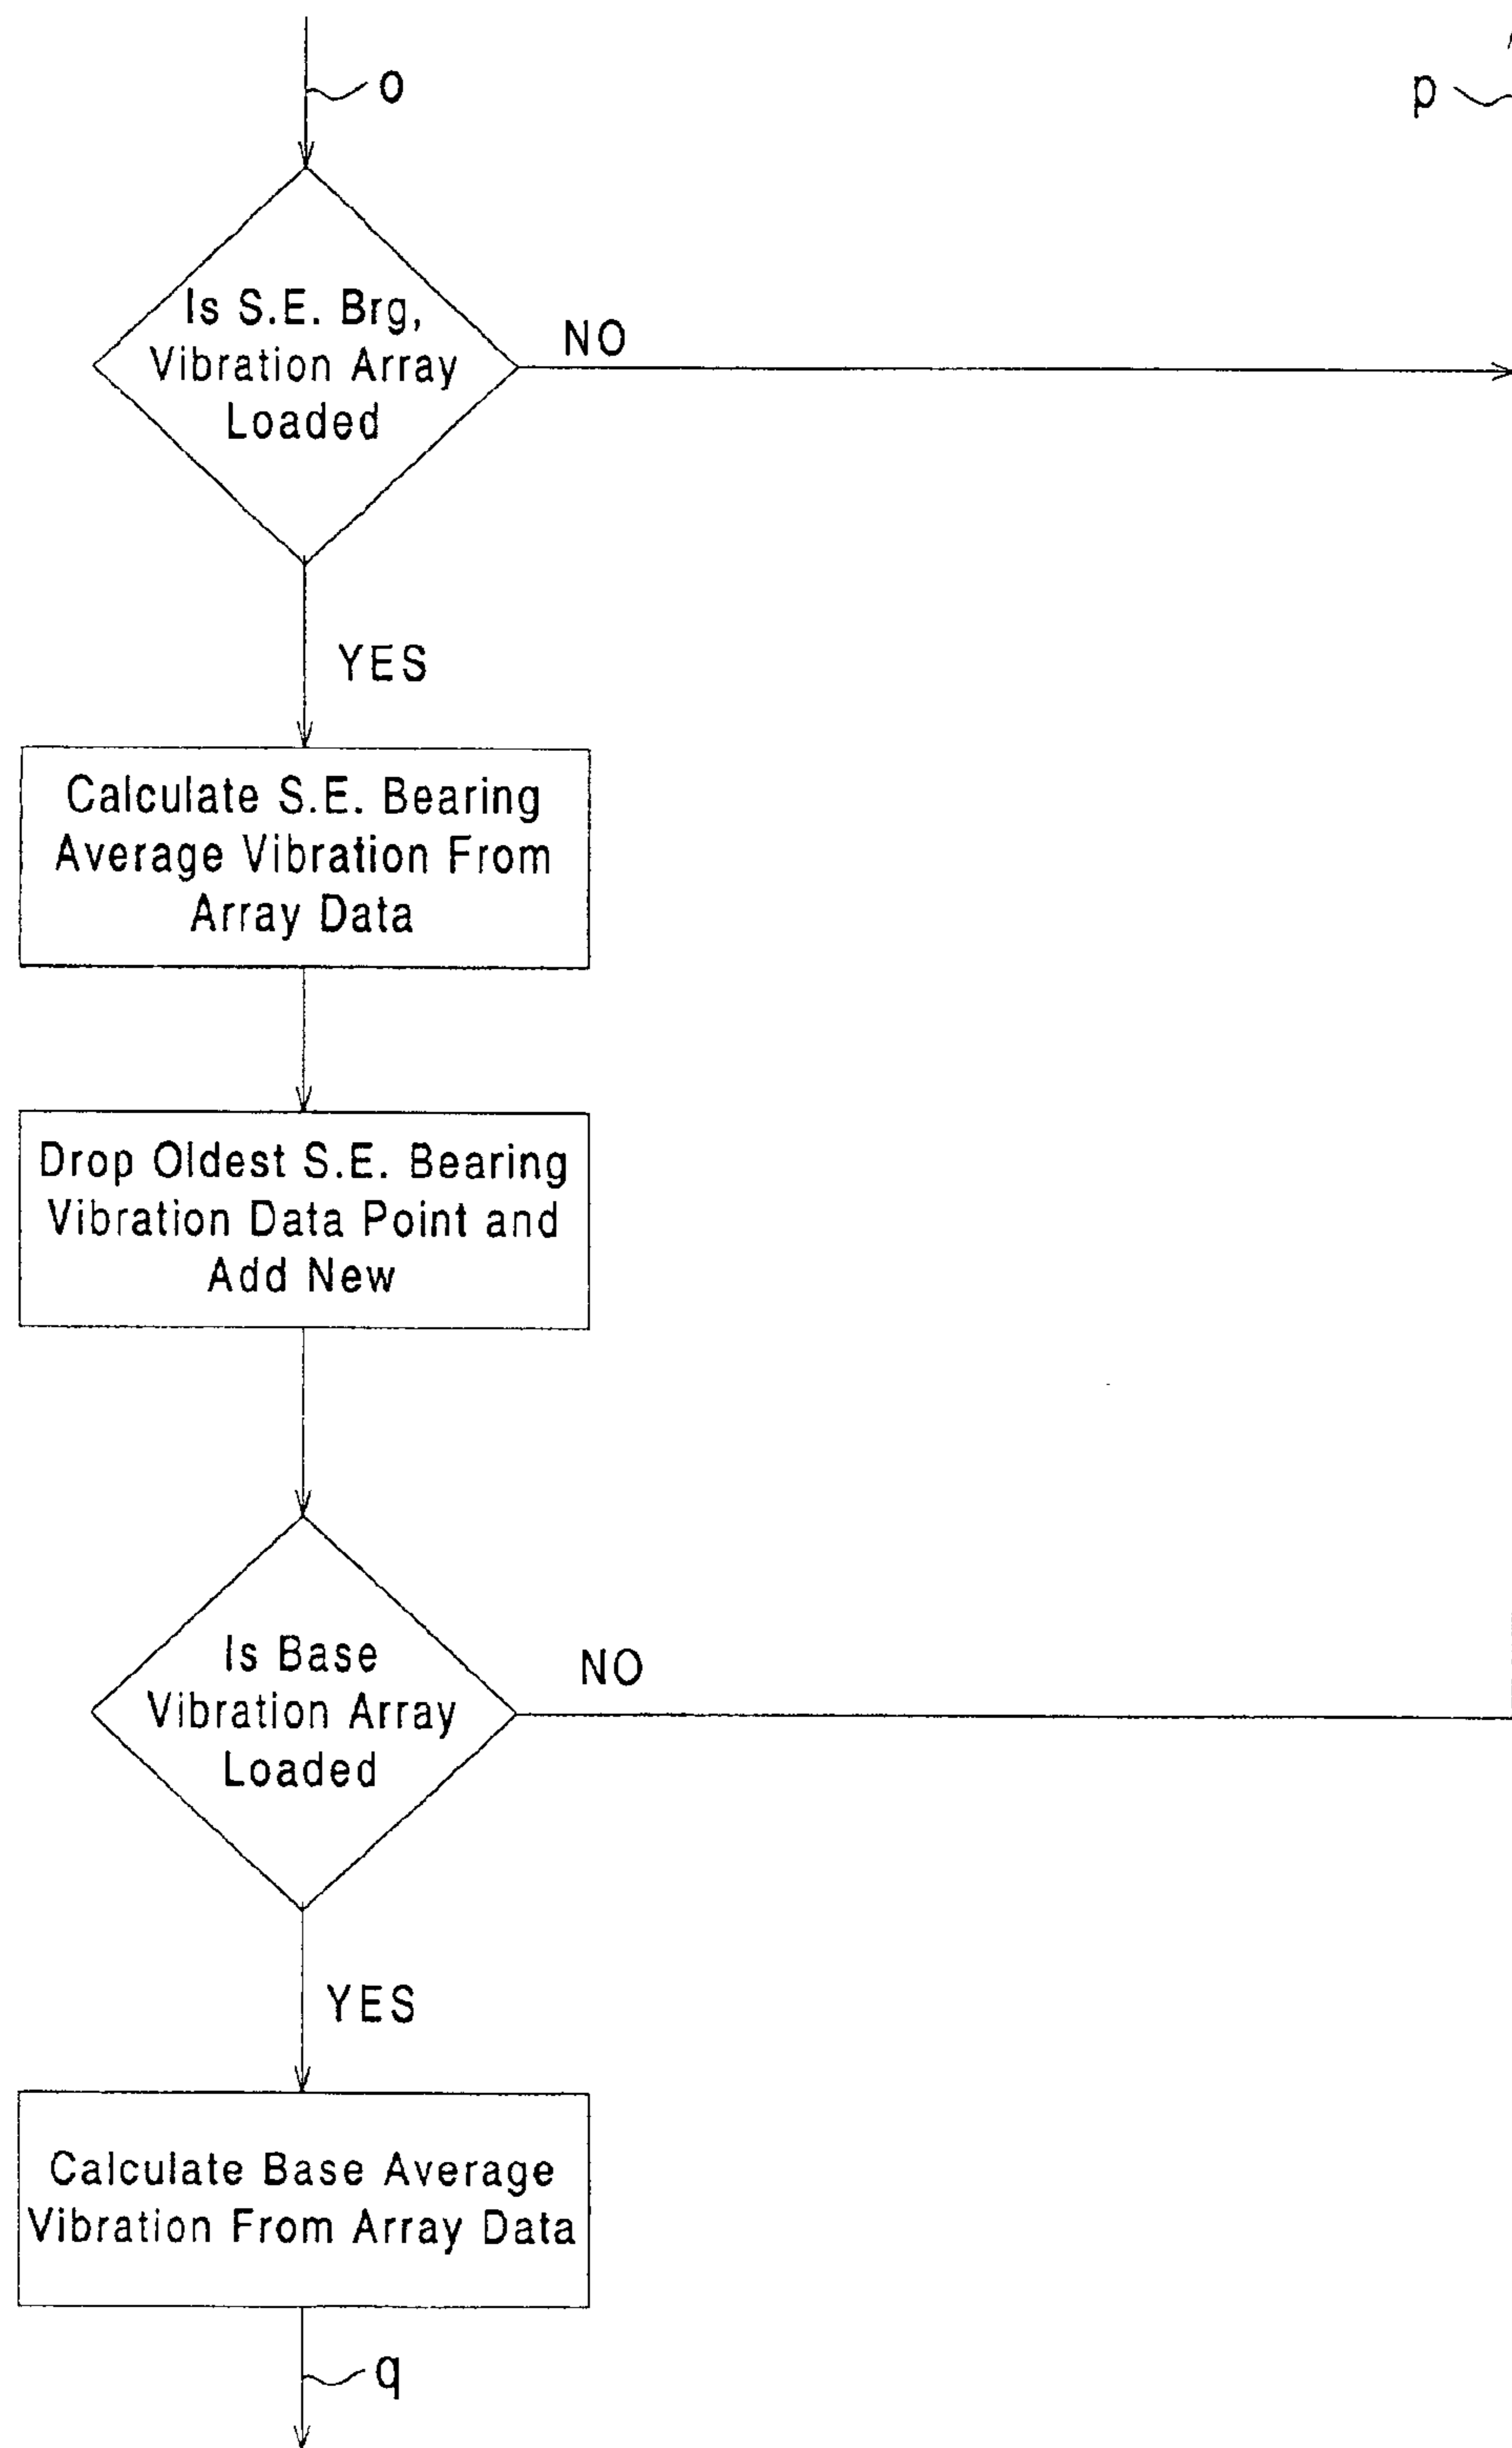 o
p
Is S.E. Brg,
Vibration Array
Loaded
NO
YES
Calculate S.E. Bearing
Average Vibration From
Array Data
Drop Oldest S.E. Bearing
Vibration Data Point and
Add New
Is Base
Vibration Array
Loaded
NO
YES
Calculate Base Average
Vibration From Array Data
q